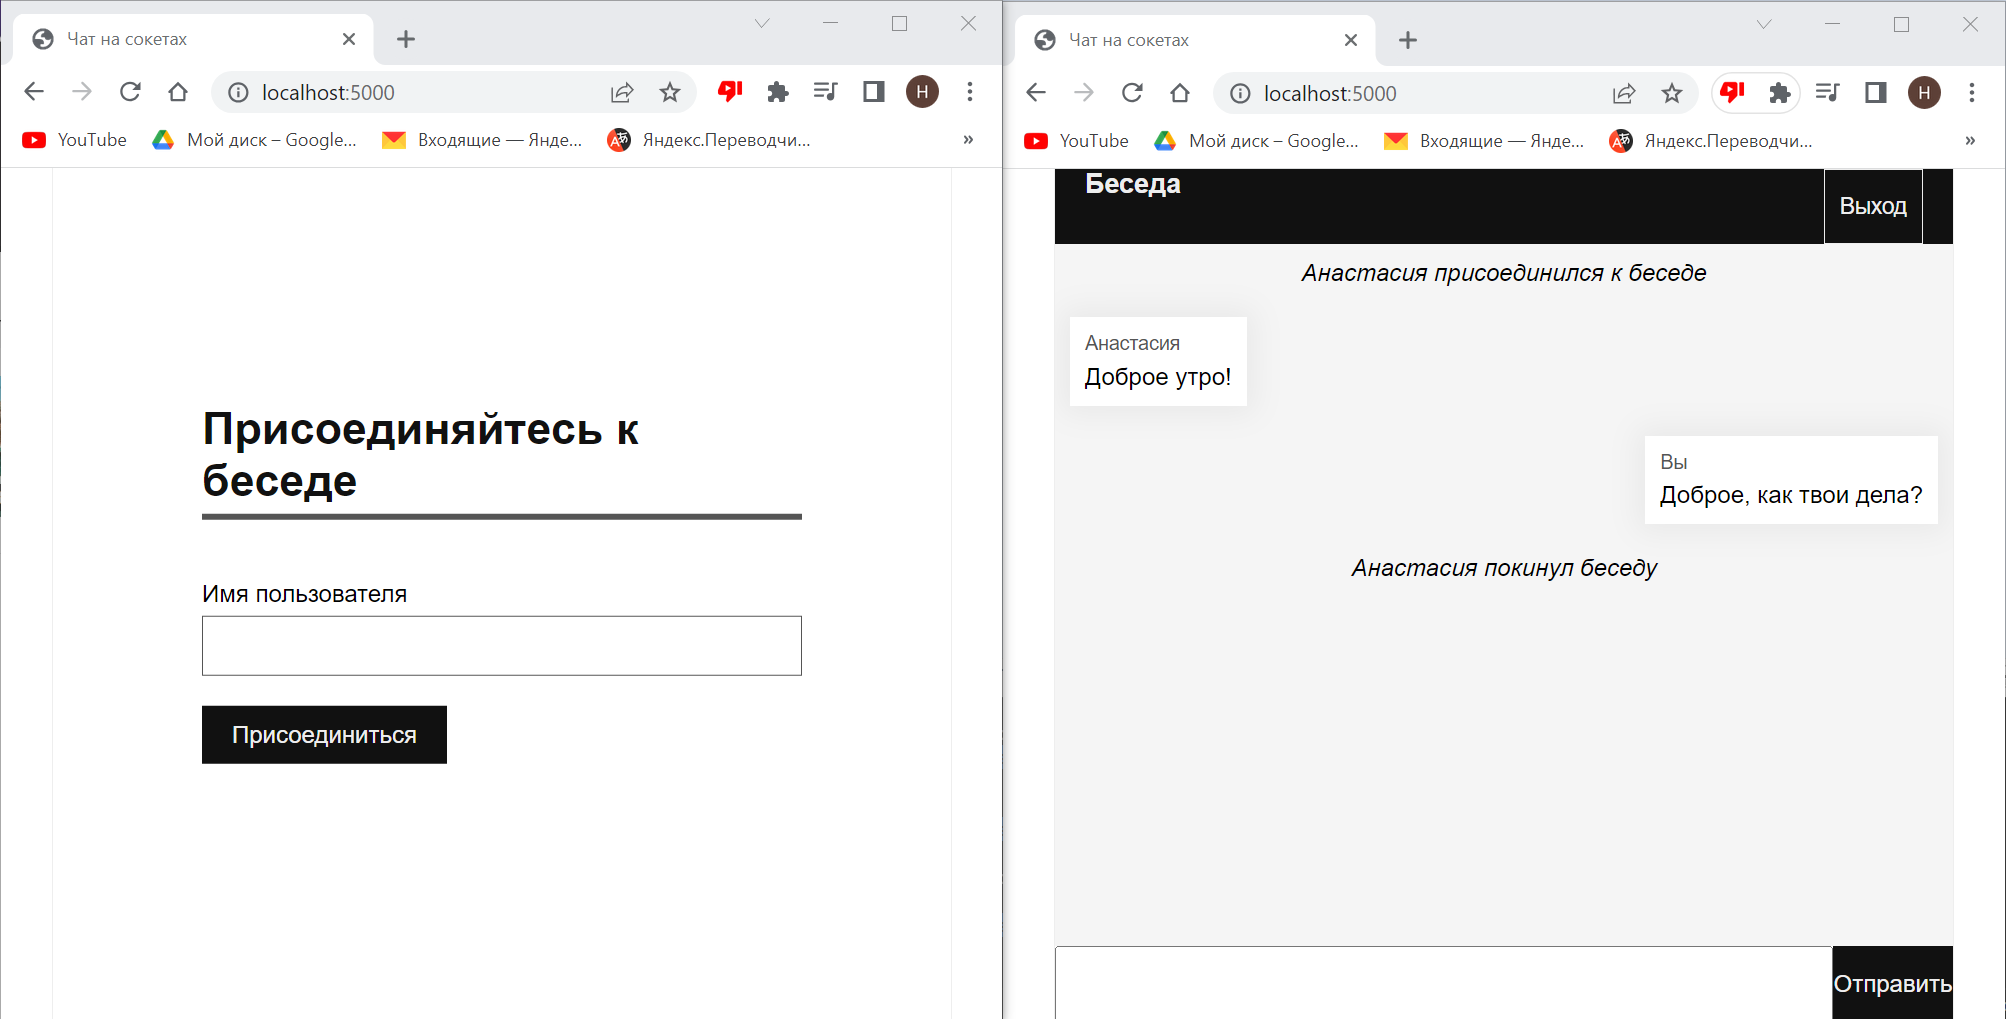 Чат на сокетах
localhost:5000
H
YouTube
Мой диск – Google...
Входящие — Янде...
Яндекс.Переводчи...
»
Присоединяйтесь к
беседе
Имя пользователя
Присоединиться
Чат на сокетах
localhost:5000
H
YouTube
Мой диск – Google...
Входящие — Янде...
Яндекс.Переводчи...
»
Беседа
Выход
Анастасия присоединился к беседе
Анастасия
Доброе утро!
Вы
Доброе, как твои дела?
Анастасия покинул беседу
Отправить